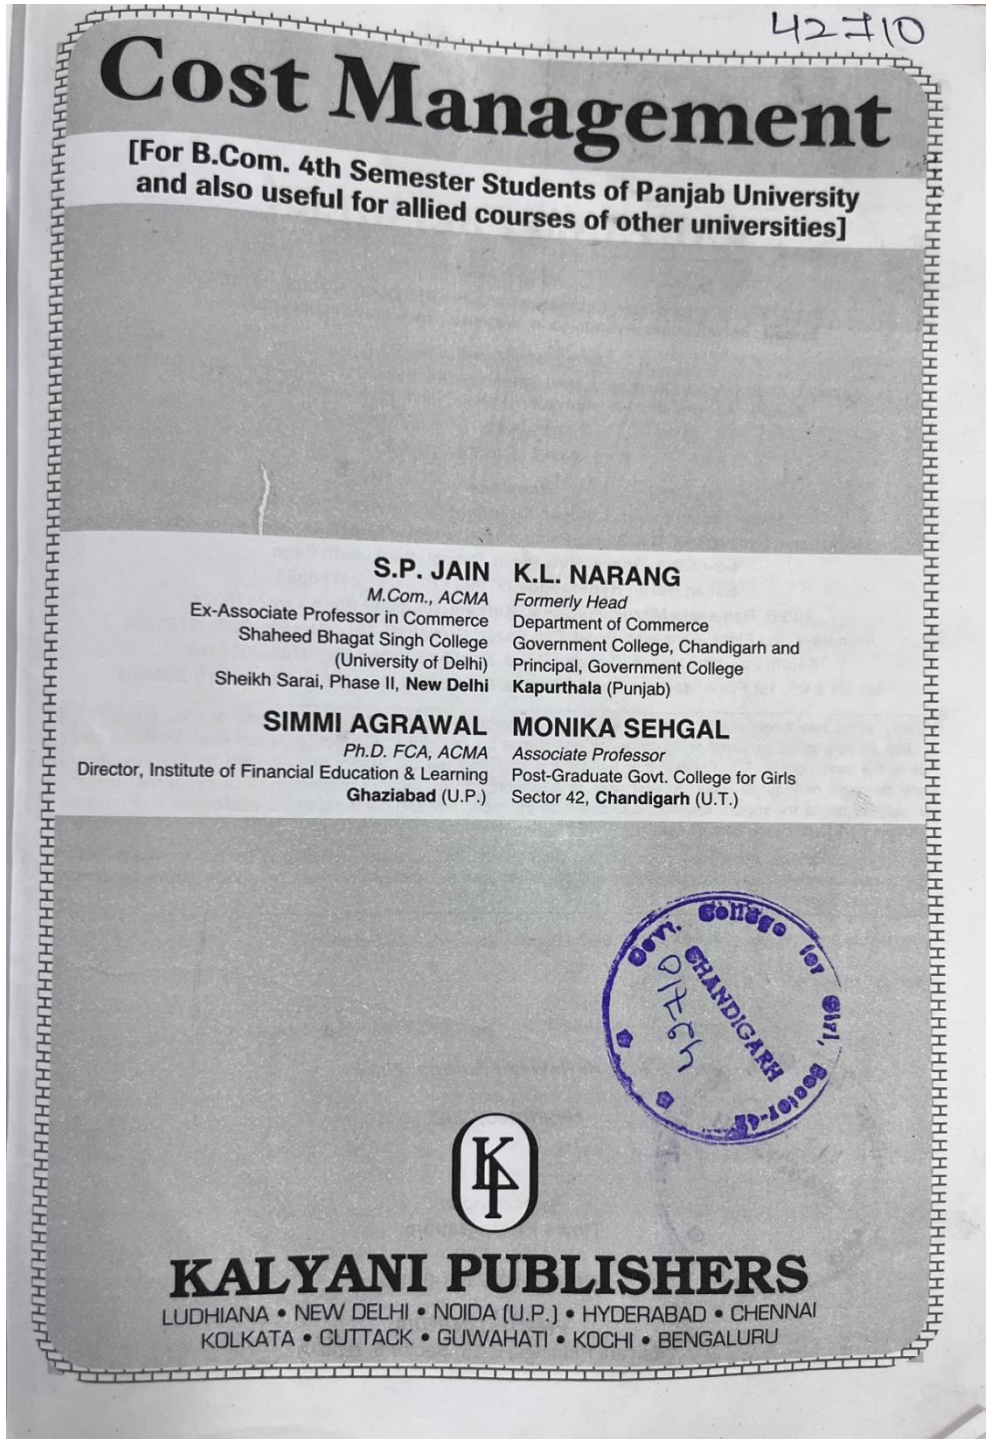 42710
Cost Management
[For B.Com. 4th Semester Students of Panjab University
and also useful for allied courses of other universities]
S.P. JAIN
M.Com., ACMA
Ex-Associate Professor in Commerce
Shaheed Bhagat Singh College
(University of Delhi)
Sheikh Sarai, Phase II, New Delhi
K.L. NARANG
Formerly Head
Department of Commerce
Government College, Chandigarh and
Principal, Government College
Kapurthala (Punjab)
SIMMI AGRAWAL
Ph.D. FCA, ACMA
Director, Institute of Financial Education & Learning
Ghaziabad (U.P.)
MONIKA SEHGAL
Associate Professor
Post-Graduate Govt. College for Girls
Sector 42, Chandigarh (U.T.)
Govt. College for Girl, Sector-42
CHANDIGARH
42710
KALYANI PUBLISHERS
LUDHIANA • NEW DELHI • NOIDA (U.P.) • HYDERABAD • CHENNAI
KOLKATA • CUTTACK • GUWAHATI • KOCHI • BENGALURU